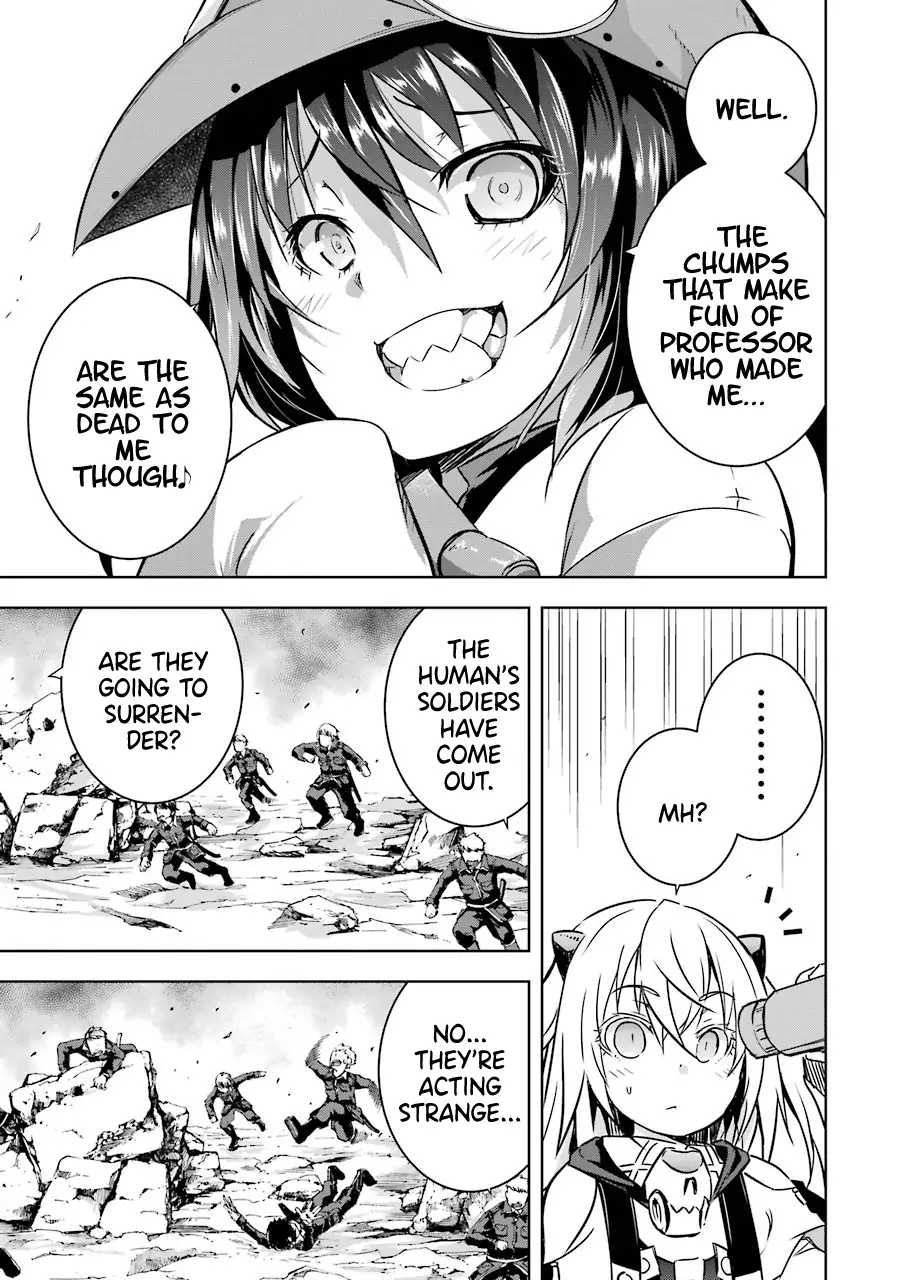 WELL.
THE
CHUMPS
THAT MAKE
FUN OF
PROFESSOR
WHO MADE
ME...
ARE THE
SAME AS
DEAD TO
ME
THOUGH♪
.........
MH?
THE
HUMAN'S
SOLDIERS
HAVE
COME
OUT.
ARE THEY
GOING TO
SURREN-
DER?
NO...
THEY'RE
ACTING
STRANGE...